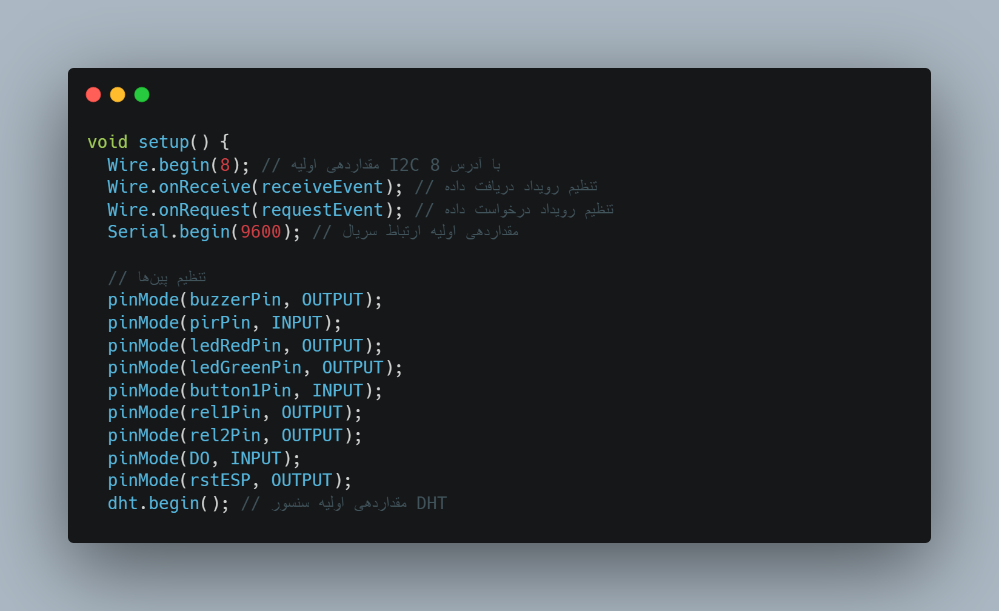 void setup() {
  Wire.begin(8); // مقداردهی اولیه I2C با آدرس 8
  Wire.onReceive(receiveEvent); // تنظیم رویداد دریافت داده
  Wire.onRequest(requestEvent); // تنظیم رویداد درخواست داده
  Serial.begin(9600); // مقداردهی اولیه ارتباط سریال
  // تنظیم پین‌ها
  pinMode(buzzerPin, OUTPUT);
  pinMode(pirPin, INPUT);
  pinMode(ledRedPin, OUTPUT);
  pinMode(ledGreenPin, OUTPUT);
  pinMode(button1Pin, INPUT);
  pinMode(rel1Pin, OUTPUT);
  pinMode(rel2Pin, OUTPUT);
  pinMode(DO, INPUT);
  pinMode(rstESP, OUTPUT);
  dht.begin(); // مقداردهی اولیه سنسور DHT